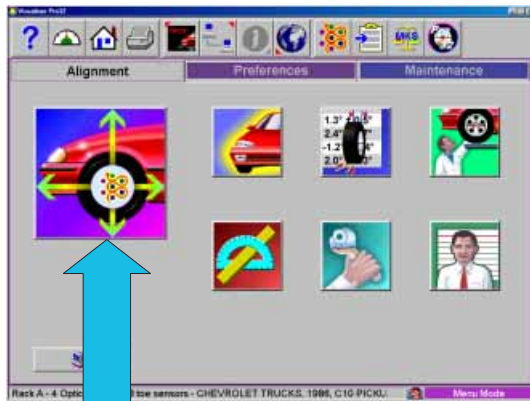 Visualiner Pro32
?
MKS
Alignment
Preferences
Maintenance
1.3°
2.4°
-1.2°
2.0°
Rack A - 4 Optic
toe sensors - CHEVROLET TRUCKS, 1986, C10 PICKU
Menu Mode